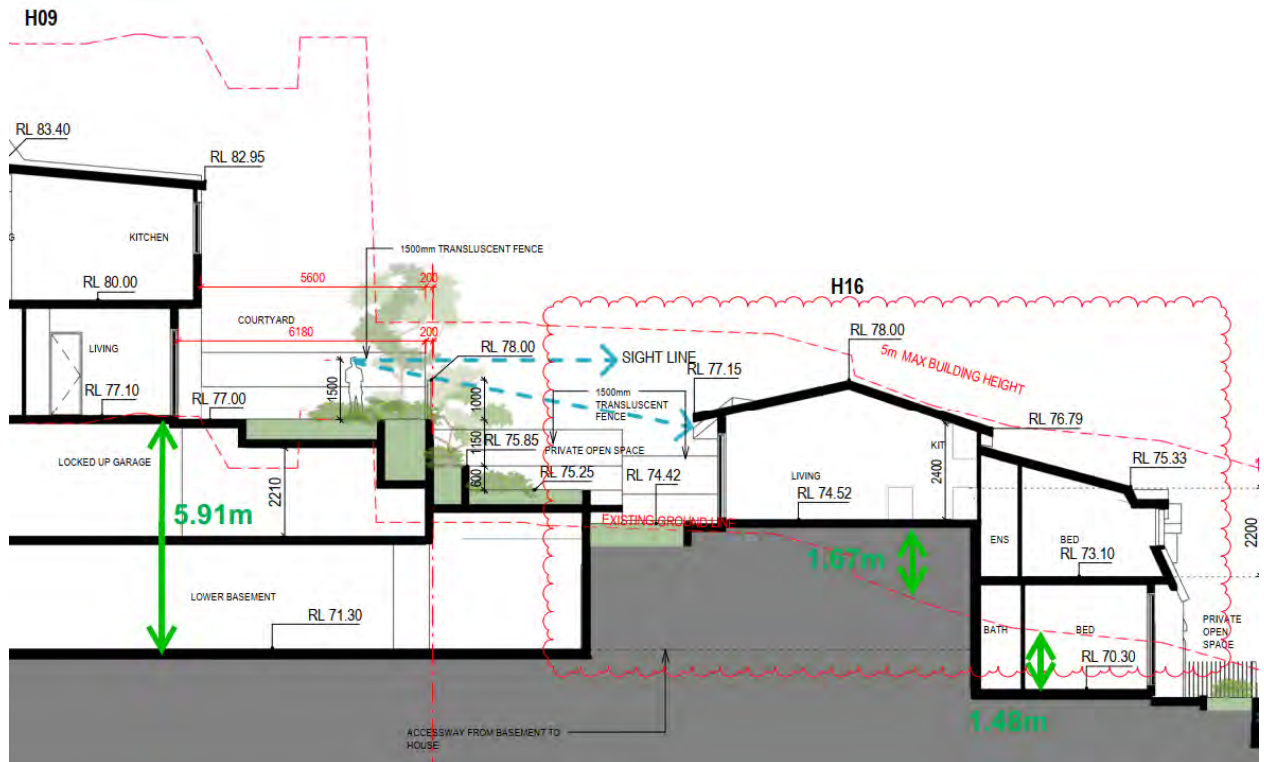 H09
RL 83.40
RL 82.95
G
KITCHEN
1500mm TRANSLUSCENT FENCE
RL 80.00
5600
200
H16
COURTYARD
LIVING
6180
200
RL 78.00
RL 78.00
5m MAX BUILDING HEIGHT
SIGHT LINE
RL 77.15
1500
1000
1500mm
TRANSLUSCENT
FENCE
RL 77.10
RL 77.00
RL 76.79
1150
RL 75.85
PRIVATE OPEN SPACE
KIT
LOCKED UP GARAGE
2210
600
RL 75.25
RL 74.42
LIVING
2400
RL 75.33
RL 74.52
5.91m
EXISTING GROUND LINE
ENS
BED
2200
1.67m
RL 73.10
LOWER BASEMENT
RL 71.30
BATH
BED
PRIVATE
OPEN
SPACE
RL 70.30
1.48m
ACCESSWAY FROM BASEMENT TO
HOUSE